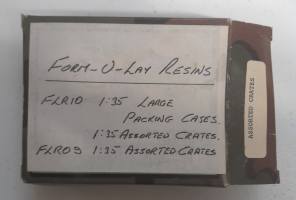 FORM-U-LAY RESINS
FLR10 1:35 LARGE
PACKING CASES.
1:35 ASSORTED CRATES.
FLR09 1:35 ASSORTED CRATES
ASSORTED CRATES